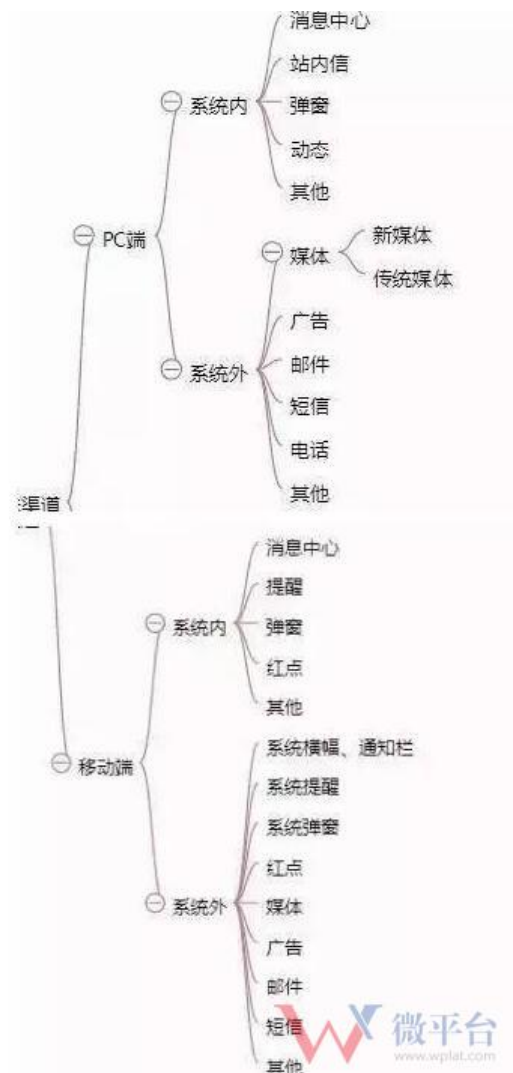 消息中心
站内信
系统内
弹窗
动态
其他
PC端
媒体
新媒体
传统媒体
广告
邮件
系统外
短信
电话
其他
渠道
消息中心
提醒
系统内
弹窗
红点
其他
移动端
系统横幅、通知栏
系统提醒
系统弹窗
红点
系统外
媒体
广告
邮件
短信
其他
微平台
www.wplat.com